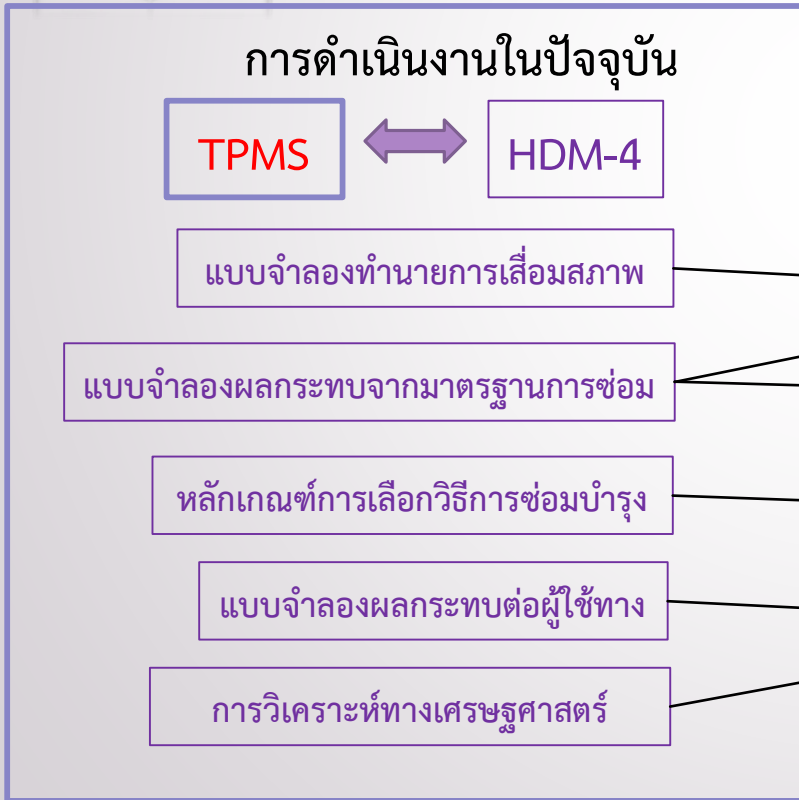 การดำเนินงานในปัจจุบัน
TPMS HDM-4
แบบจำลองทำนายการเสื่อมสภาพ
แบบจำลองผลกระทบจากมาตรฐานการซ่อม
หลักเกณฑ์การเลือกวิธีการซ่อมบำรุง
แบบจำลองผลกระทบต่อผู้ใช้ทาง
การวิเคราะห์ทางเศรษฐศาสตร์